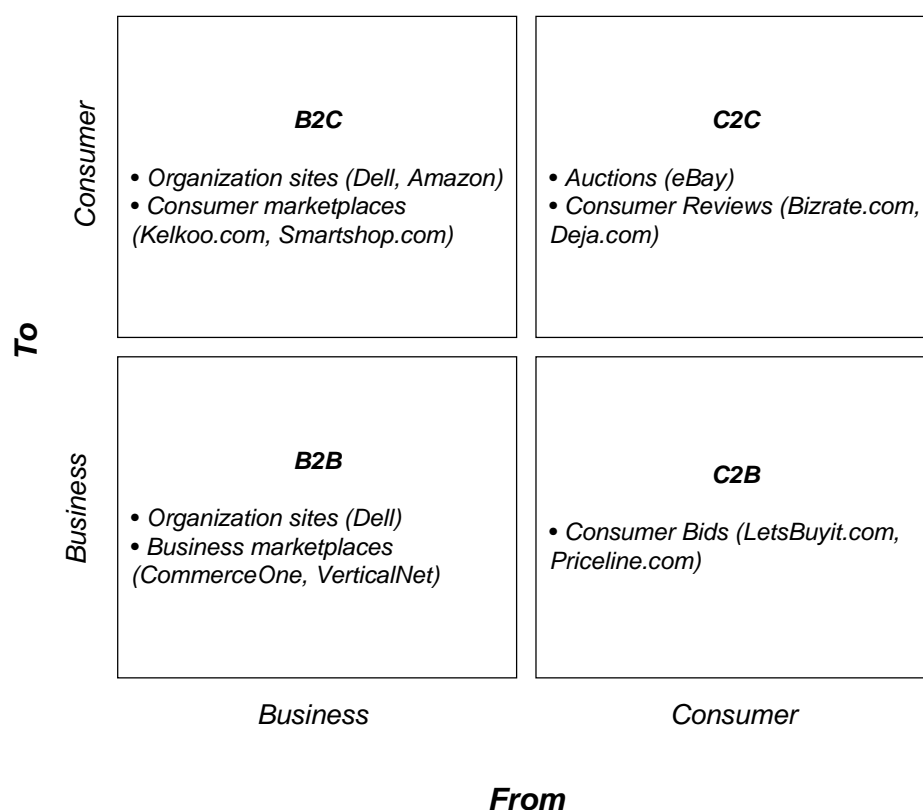 Consumer
B2C
• Organization sites (Dell, Amazon)
• Consumer marketplaces
(Kelkoo.com, Smartshop.com)
C2C
• Auctions (eBay)
• Consumer Reviews (Bizrate.com,
Deja.com)
To
Business
B2B
• Organization sites (Dell)
• Business marketplaces
(CommerceOne, VerticalNet)
C2B
• Consumer Bids (LetsBuyit.com,
Priceline.com)
Business
Consumer
From